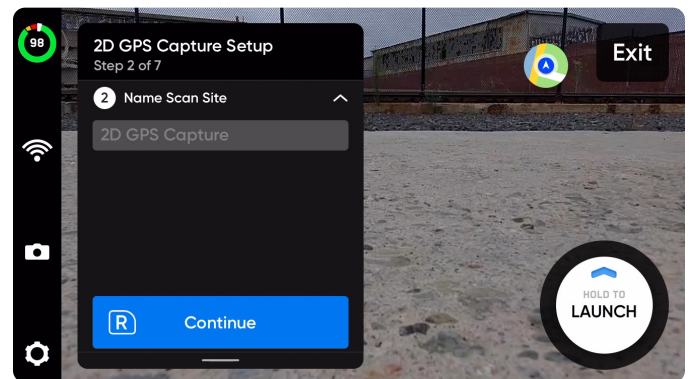 98
2D GPS Capture Setup
Step 2 of 7
2 Name Scan Site
2D GPS Capture
R Continue
Exit
HOLD TO
LAUNCH